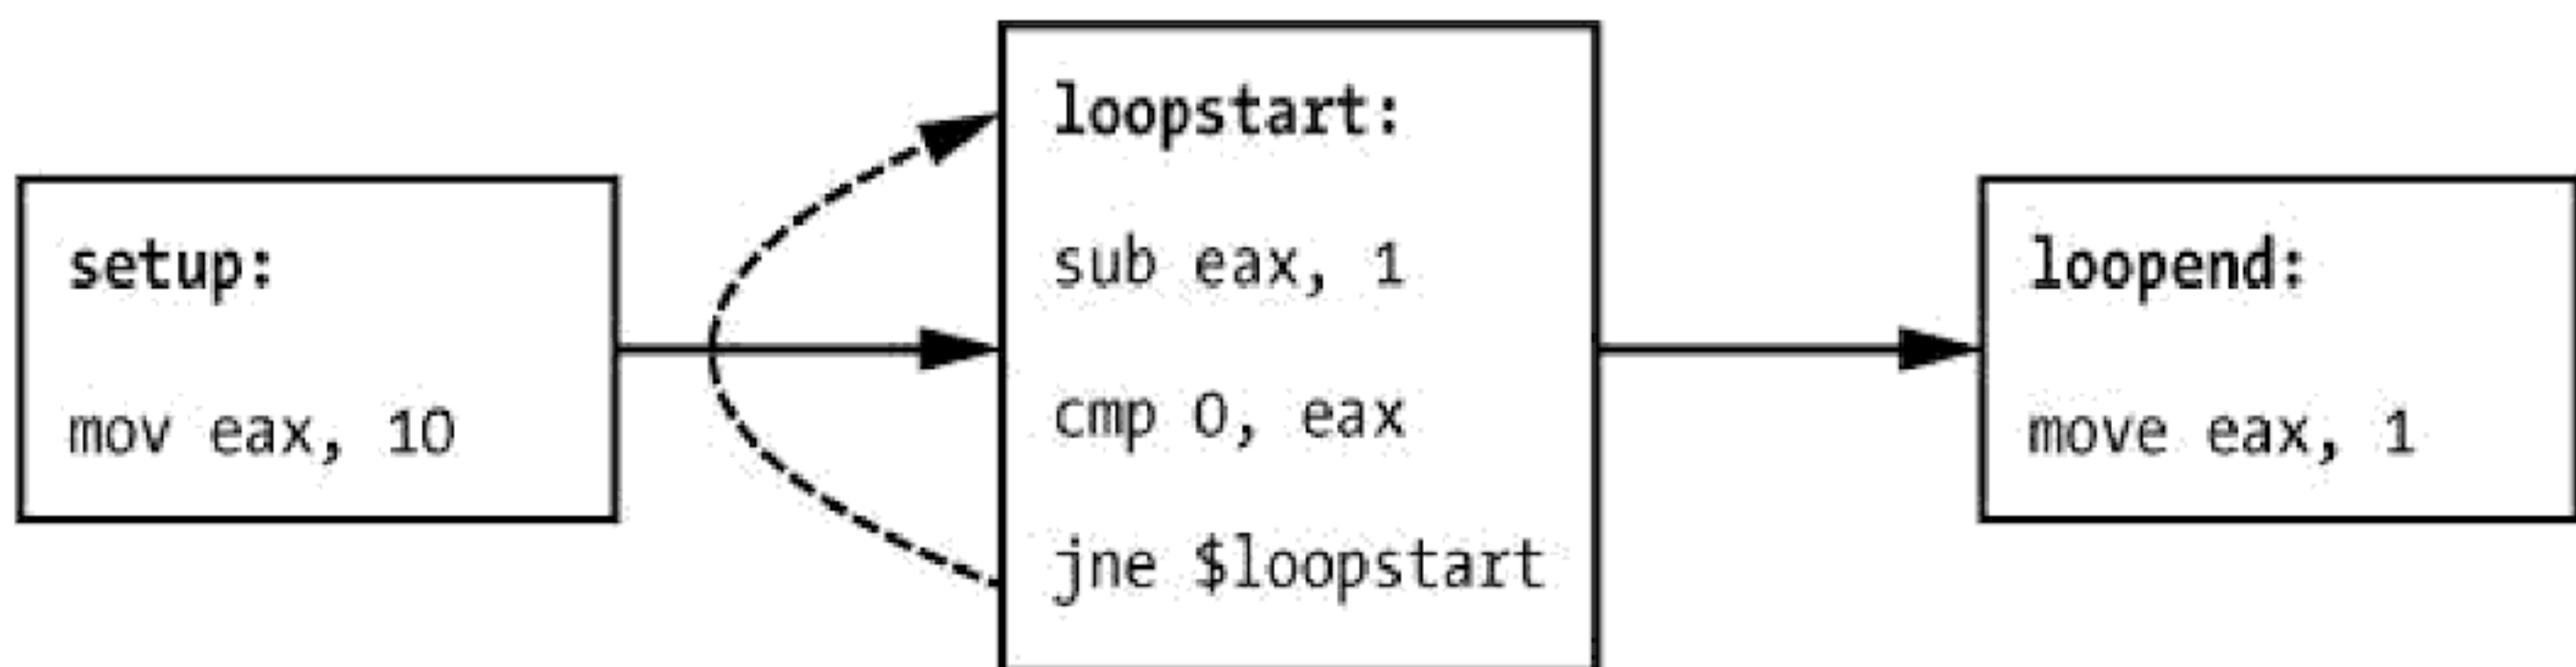 setup:
mov eax, 10
loopstart:
sub eax, 1
cmp 0, eax
jne $loopstart
loopend:
move eax, 1